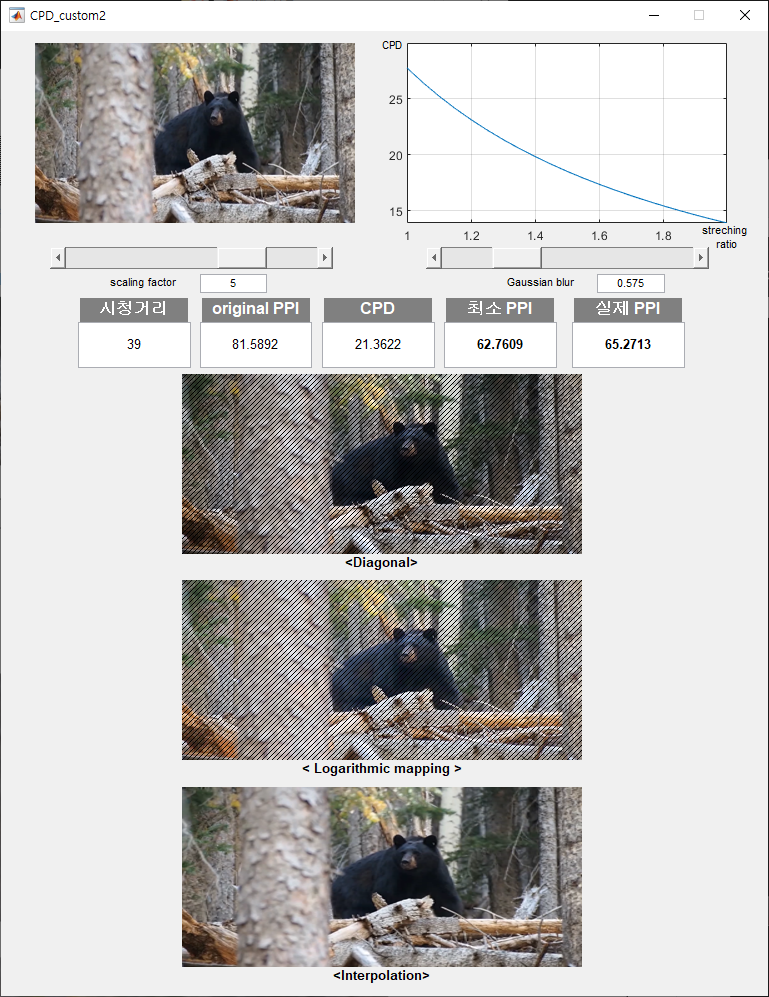 CPD_custom2
CPD
25
20
15
1 1.2 1.4 1.6 1.8
streching
ratio
scaling factor 5 Gaussian blur 0.575
시청거리 original PPI CPD 최소 PPI 실제 PPI
39 81.5892 21.3622 62.7609 65.2713
<Diagonal>
< Logarithmic mapping >
<Interpolation>